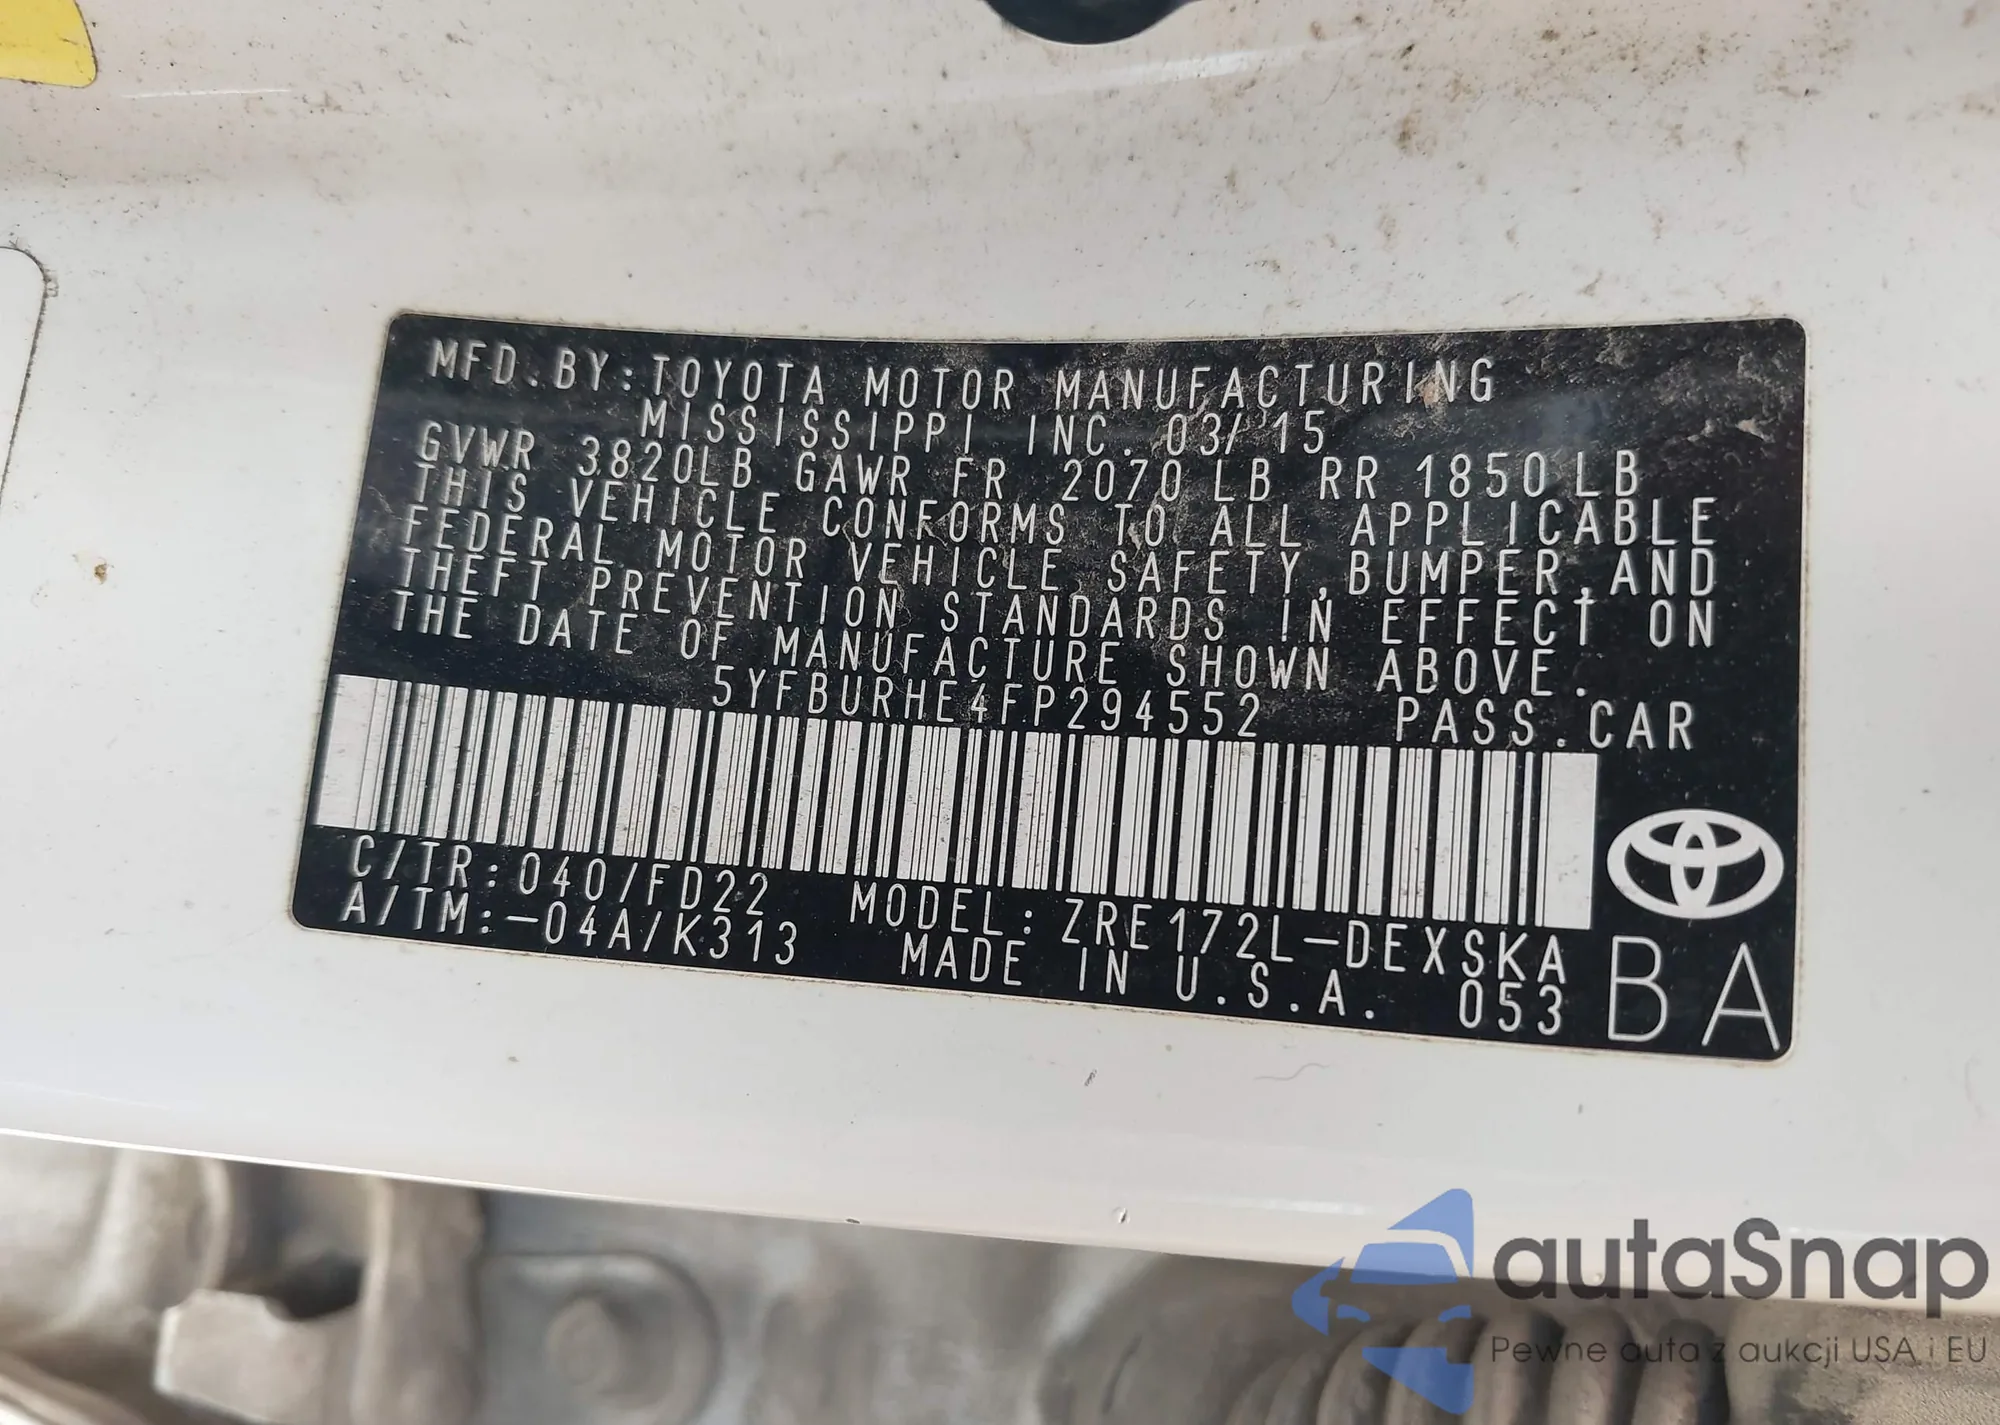 MFD.BY:TOYOTA MOTOR MANUFACTURING
MISSISSIPPI INC. 03/15
GVWR 3820LB GAWR FR 2070LB RR 1850LB
THIS VEHICLE CONFORMS TO ALL APPLICABLE
FEDERAL MOTOR VEHICLE SAFETY,BUMPER,AND
THEFT PREVENTION STANDARDS IN EFFECT ON
THE DATE OF MANUFACTURE SHOWN ABOVE.
5YFBURHE4FP294552 PASS.CAR
C/TR:040/FD22 MODEL:ZRE172L-DEXSKA
A/TM:-04A/K313 MADE IN U.S.A. 053
BA
autaSnap
Pewne auta z aukcji USA i EU